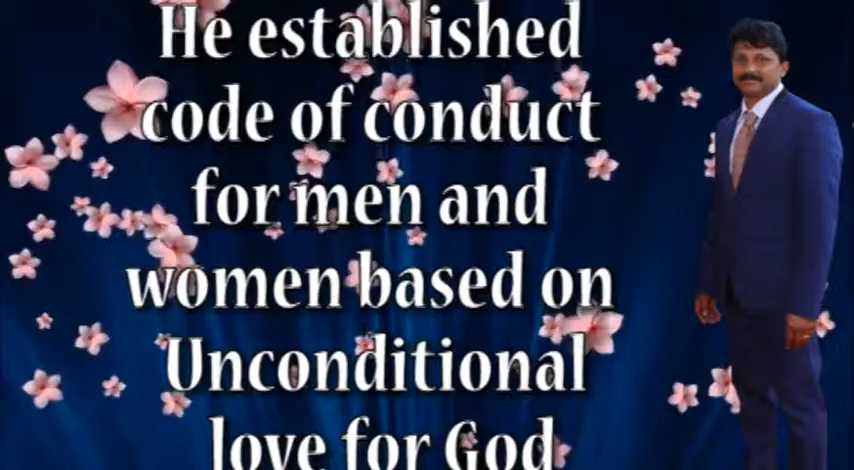 He established
code of conduct
for men and
women based on
Unconditional
love for God